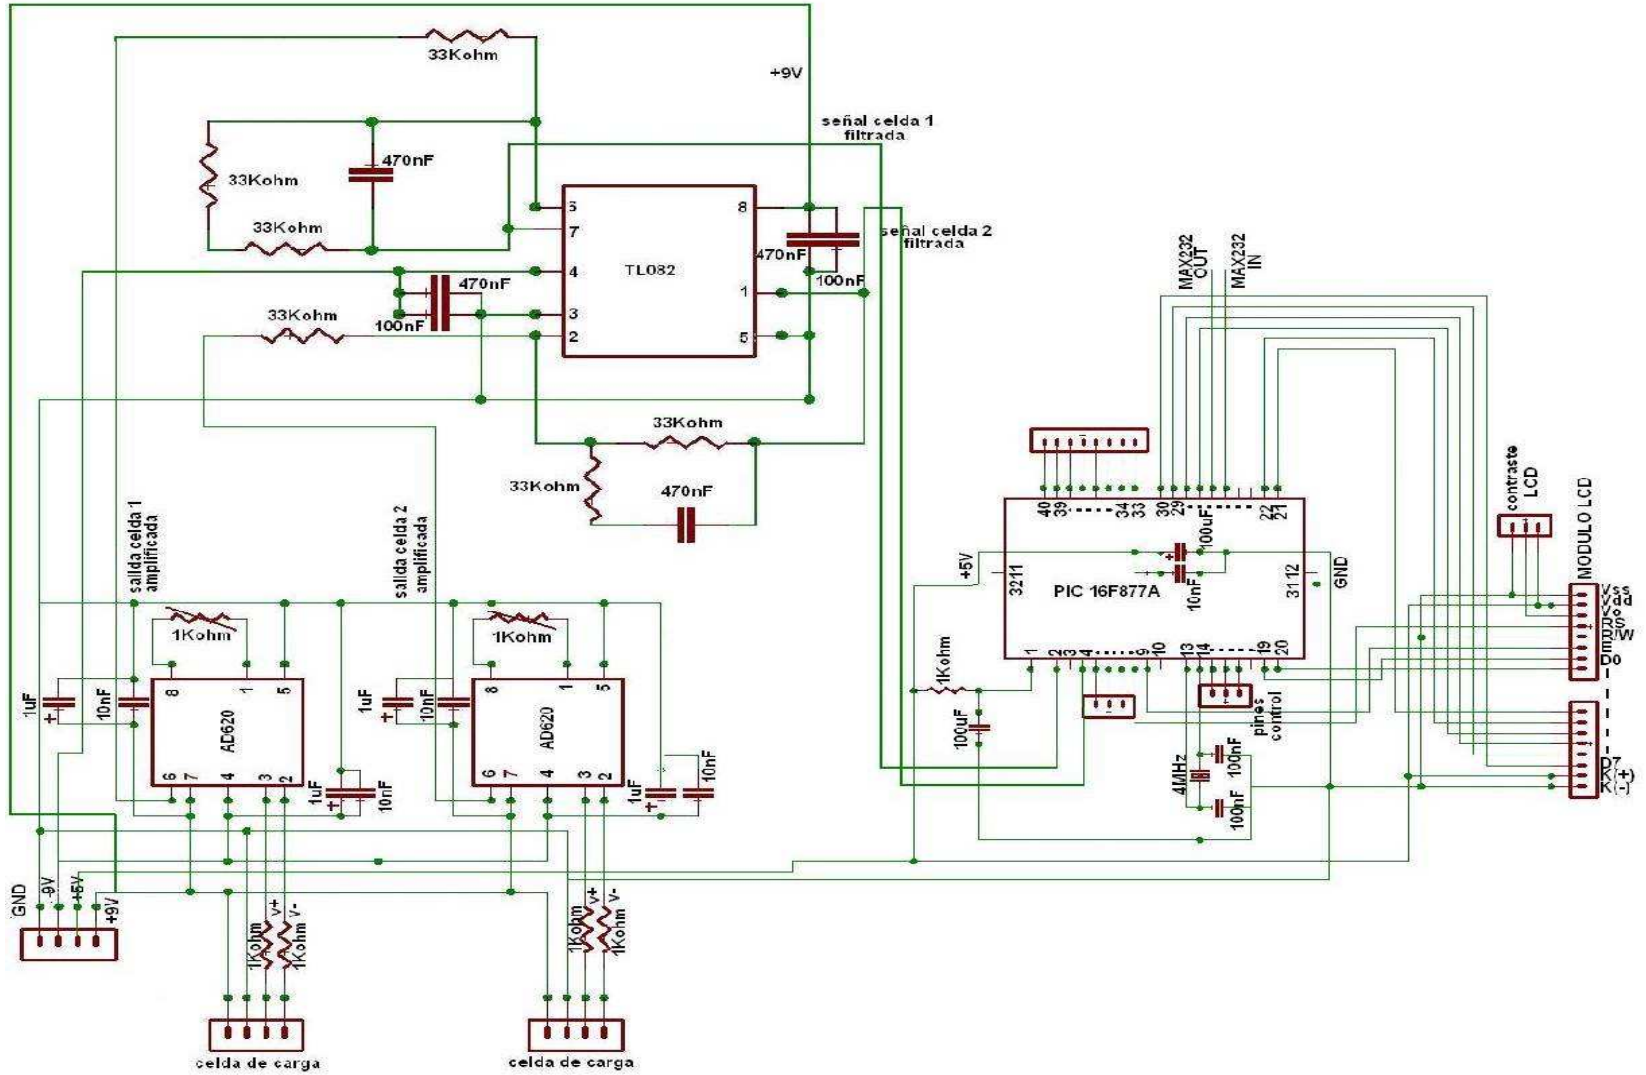 33Kohm
+9V
señal celda 1
filtrada
470nF
33Kohm
33Kohm
6
7
4
3
2
TL082
8
1
5
470nF
100nF
señal celda 2
filtrada
470nF
100nF
33Kohm
33Kohm
33Kohm
470nF
MAX232
OUT
MAX232
IN
salida celda 1
amplificada
salida celda 2
amplificada
1Kohm
1Kohm
8
1
5
8
1
5
1uF
10nF
1uF
10nF
AD620
AD620
6
7
4
3
2
6
7
4
3
2
1uF
10nF
1uF
10nF
40
39
34
33
30
29
22
21
+5V
3211
100uF
10nF
PIC 16F877A
3112
GND
1
2
3
4
9
10
13
14
19
20
1Kohm
100uF
pines
control
4MHz
100nF
100nF
contraste
LCD
MODULO LCD
Vss
Vdd
Vo
RS
R/W
E
D0
D7
K(+)
K(-)
GND
-9V
+5V
+9V
1Kohm
V+
1Kohm
V-
1Kohm
V+
1Kohm
V-
celda de carga
celda de carga